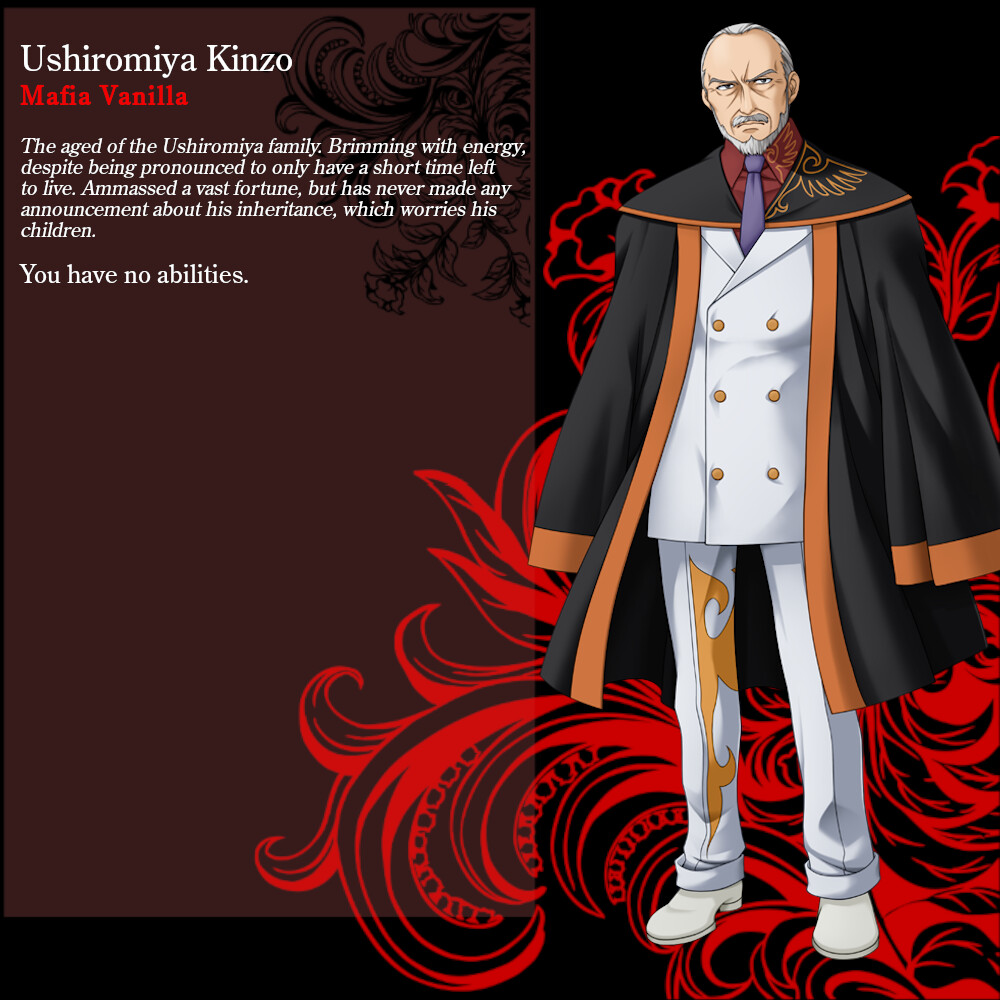 Ushiromiya Kinzo
Mafia Vanilla
The aged of the Ushiromiya family. Brimming with energy,
despite being pronounced to only have a short time left
to live. Ammassed a vast fortune, but has never made any
announcement about his inheritance, which worries his
children.
You have no abilities.